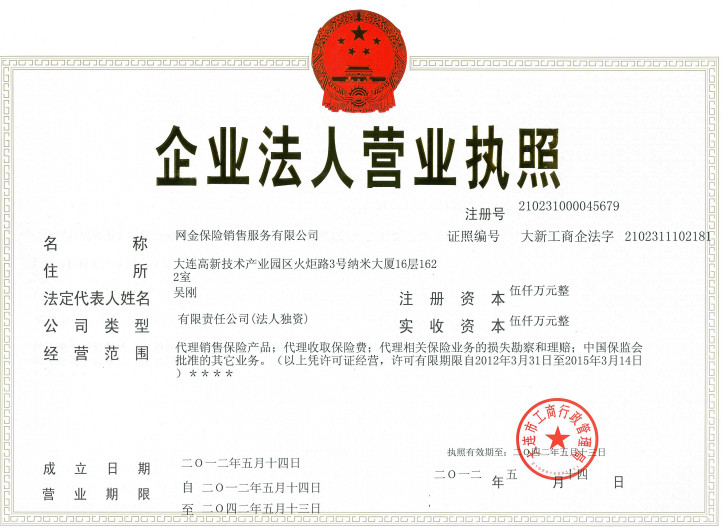 企业法人营业执照
注册号 210231000045679
证照编号 大新工商企法字 2102311102181
名称 网金保险销售服务有限公司
住所 大连高新技术产业园区火炬路3号纳米大厦16层162
2室
法定代表人姓名 吴刚
注册资本 伍仟万元整
公司类型 有限责任公司(法人独资)
实收资本 伍仟万元整
经营范围 代理销售保险产品；代理收取保险费；代理相关保险业务的损失勘察和理赔；中国保监会
批准的其它业务。（以上凭许可证经营，许可有限期限自2012年3月31日至2015年3月14日
）＊＊＊＊
大连市工商行政管理局
执照有效期至：二〇四二年五月十三日
成立日期 二〇一二年五月十四日
二〇一二年五月十四日
营业期限 自 二〇一二年五月十四日
至 二〇四二年五月十三日